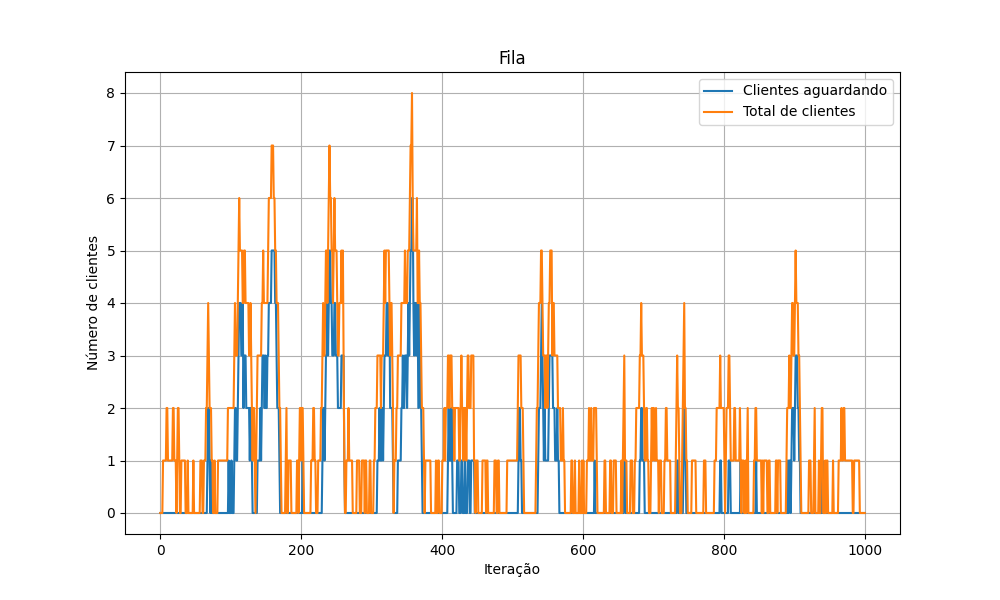 Fila
Clientes aguardando
Total de clientes
8
7
6
5
4
3
2
1
0
Número de clientes
0 200 400 600 800 1000
Iteração